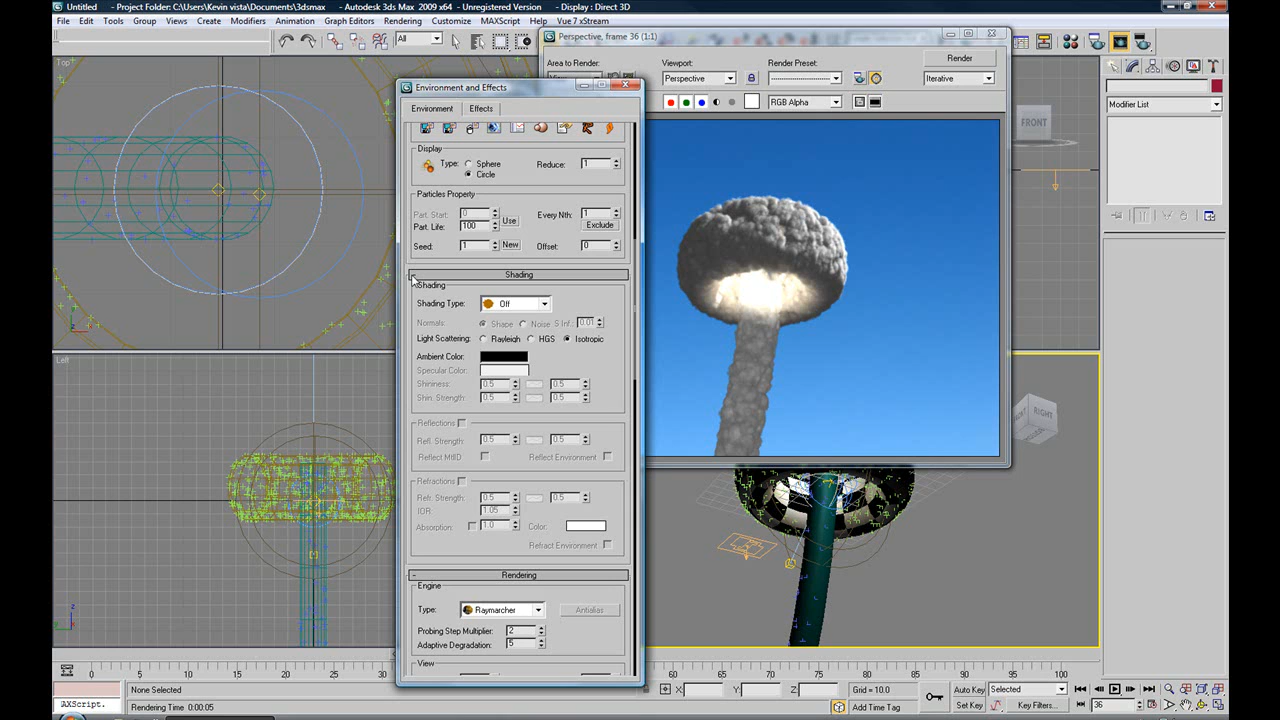 Untitled - Project Folder: C:\Users\Kevin vista\Documents\3dsmax - Autodesk 3ds Max 2009 x64 - Unregistered Version - Display : Direct 3D
File Edit Tools Group Views Create Modifiers Animation Graph Editors Rendering Customize MAXScript Help Vue 7 xStream
All
Perspective, frame 36 (1:1)
Area to Render:
Viewport:
Render Preset:
Render
Perspective
Iterative
RGB Alpha
Top
Environment and Effects
Environment
Effects
Display
Type:
Sphere
Circle
Reduce: 1
Particles Property
Part. Start: 0
Part. Life: 100
Use
Every Nth: 1
Exclude
Seed: 1
New
Offset: 0
- Shading
Shading
Shading Type: Off
Normals: Shape Noise S Inf.: 0.01
Light Scattering: Rayleigh HGS Isotropic
Ambient Color:
Specular Color:
Shininess: 0.5 0.5
Shin. Strength: 0.5 0.5
Reflections
Refl. Strength: 0.5 0.5
Reflect MtlID
Reflect Environment
Refractions
Refr. Strength: 0.5 0.5
IOR: 1.05
Absorption: 1.0 Color:
Refract Environment
- Rendering
Engine
Type: Raymarcher
Antialias
Probing Step Multiplier: 2
Adaptive Degradation: 5
View
Left
FRONT
Modifier List
FRONT
RIGHT
0 5 10 15 20 25 30
60 65 70 75 80 85 90 95 100
None Selected
X: Y: Z:
Grid = 10.0
Auto Key
Selected
AXScript.
Rendering Time 0:00:05
Add Time Tag
Set Key
Key Filters...
36